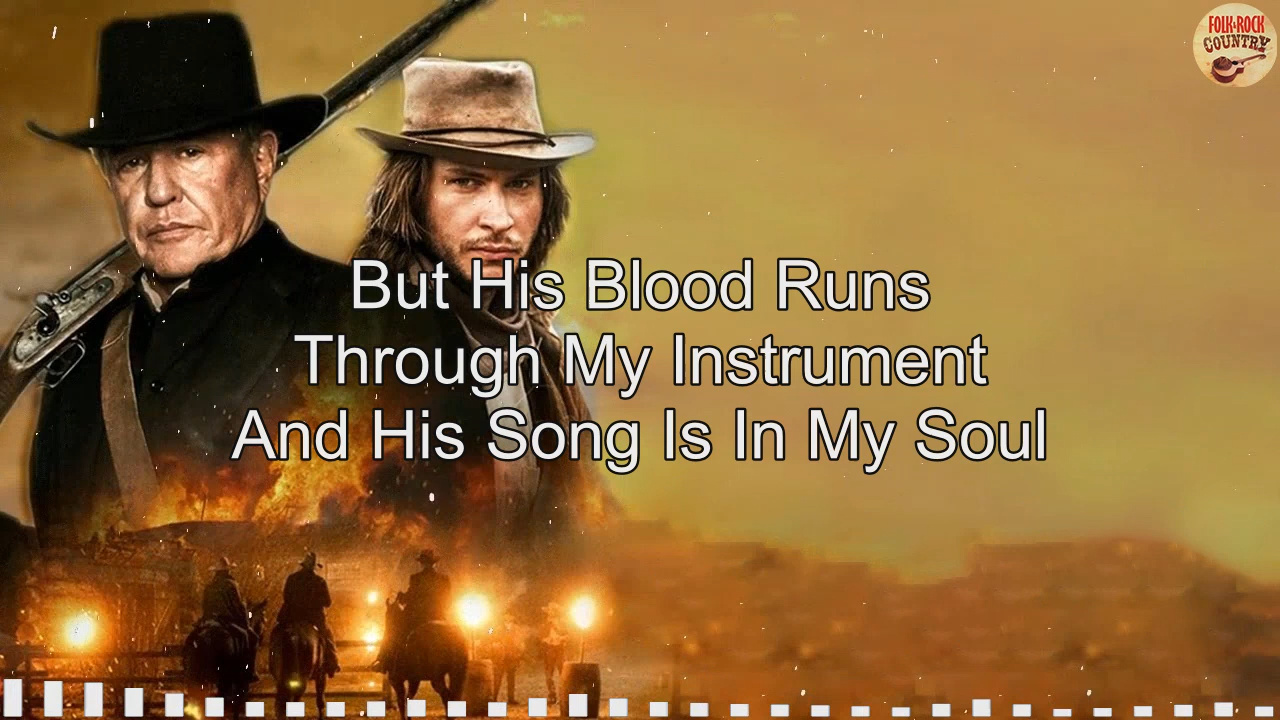 FOLK-ROCK
COUNTRY
But His Blood Runs
Through My Instrument
And His Song Is In My Soul